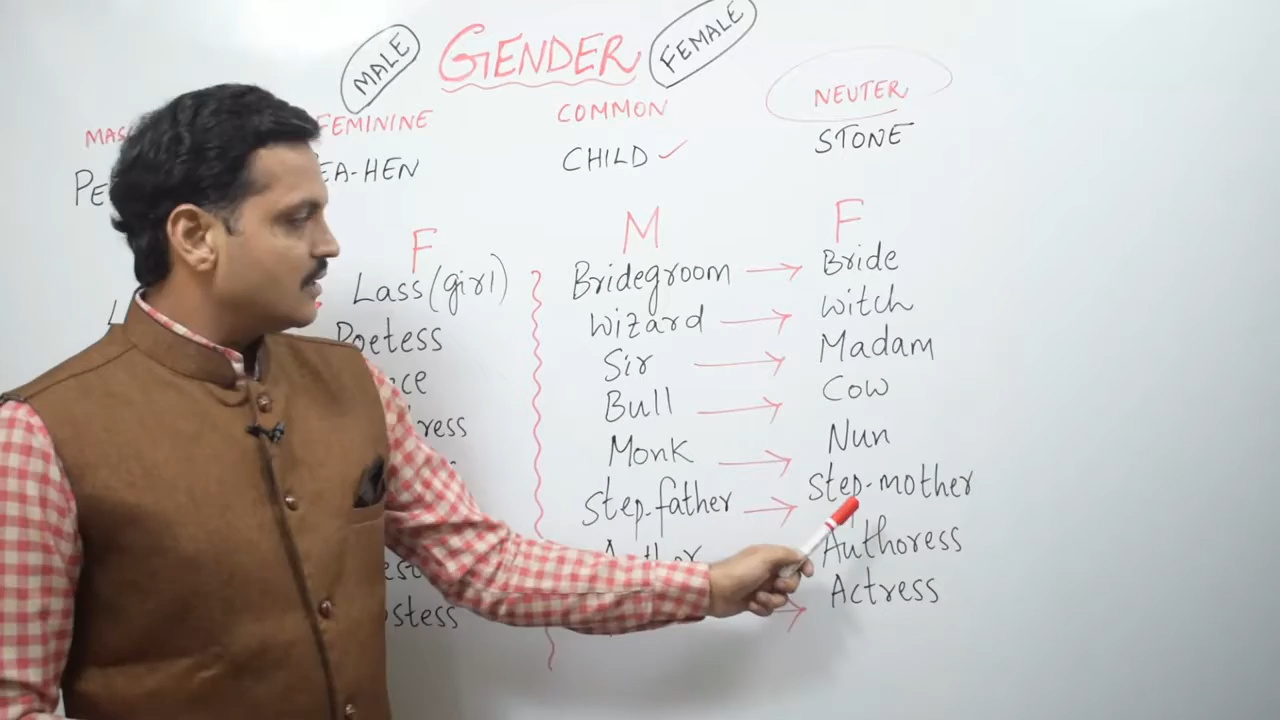 MALE GENDER FEMALE
FEMININE COMMON NEUTER
CHILD ✓ STONE
F M F
Lass (girl) Bridegroom → Bride
Poetess Wizard → Witch
Sir → Madam
Bull → Cow
Monk → Nun
Step-father → Step-mother
Authoress
Actress